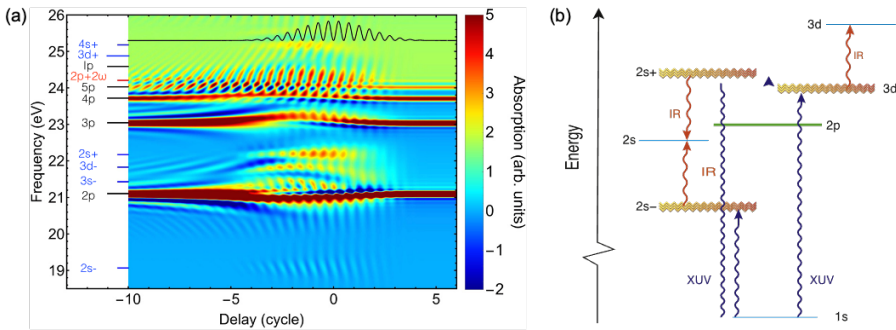 (a)
26
25
24
23
22
21
20
19
4s+
3d+
Ip
2p+2ω
5p
4p
3p
2s+
3d-
3s-
2p
2s-
Frequency (eV)
-10
-5
0
5
Delay (cycle)
5
4
3
2
1
0
-1
-2
Absorption (arb. units)
(b)
Energy
3d
IR
2s+
3d
IR
2p
2s
IR
2s−
XUV
XUV
1s